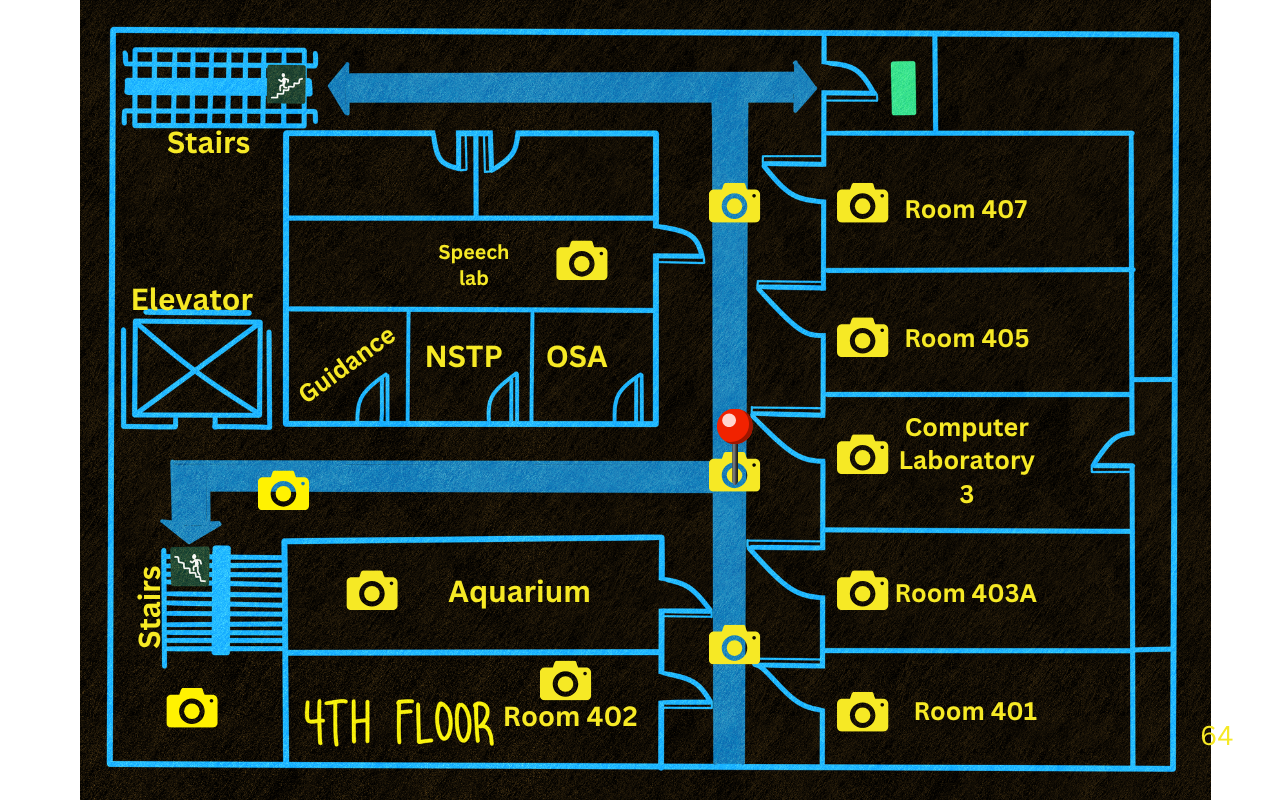 Stairs
Room 407
Speech
lab
Elevator
Guidance
NSTP
OSA
Room 405
Computer
Laboratory
3
Stairs
Aquarium
Room 403A
4TH FLOOR
Room 402
Room 401
64